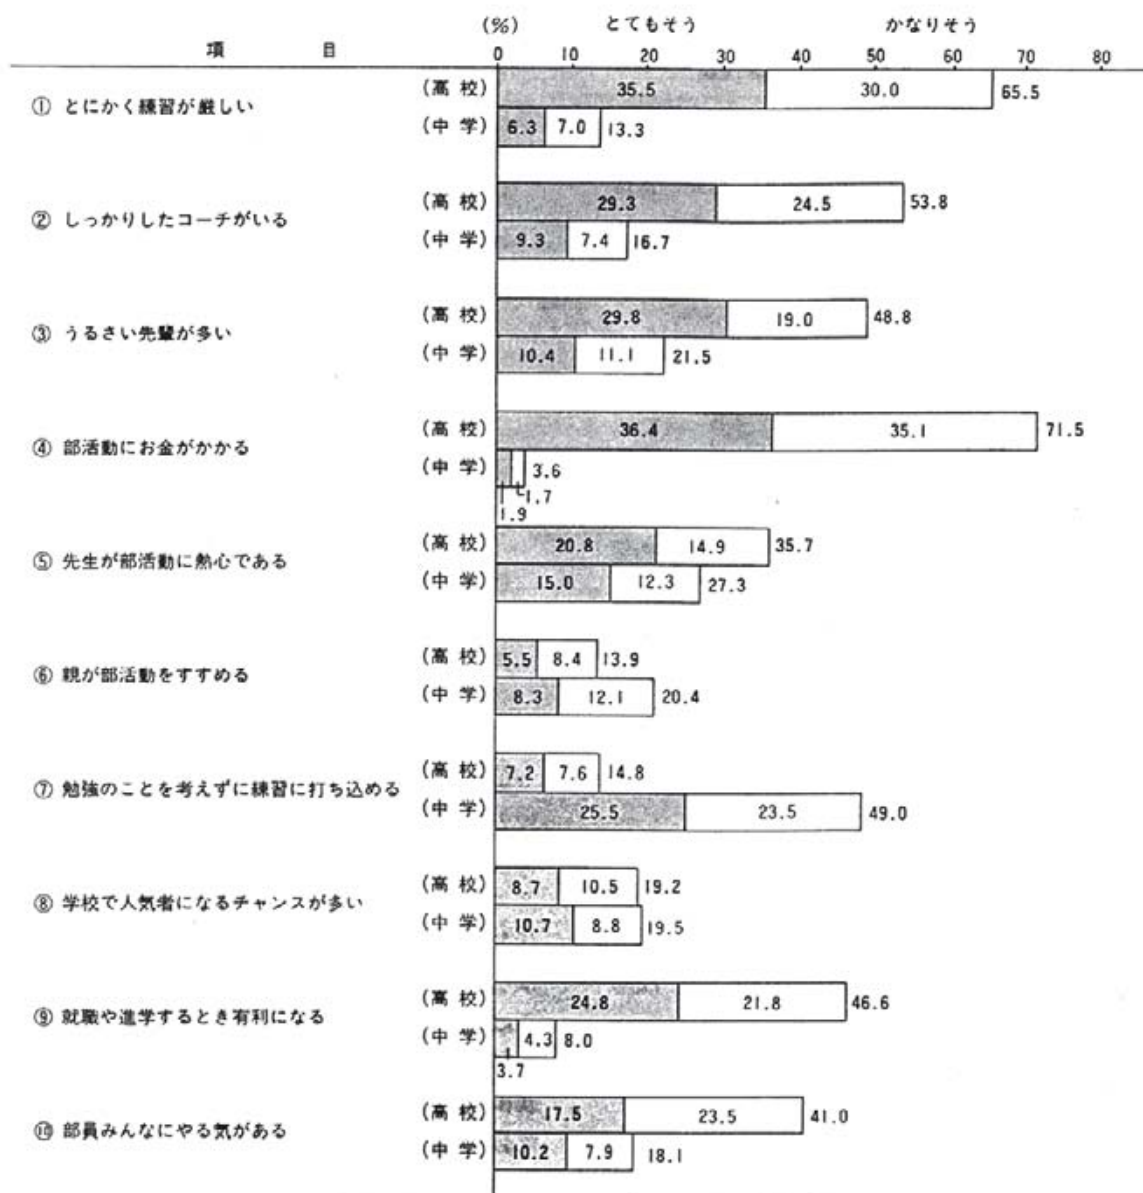 (%) とてもそう かなりそう
項 目 0 10 20 30 40 50 60 70 80
(高 校) 35.5 30.0 65.5
① とにかく練習が厳しい
(中 学) 6.3 7.0 13.3
(高 校) 29.3 24.5 53.8
② しっかりしたコーチがいる
(中 学) 9.3 7.4 16.7
(高 校) 29.8 19.0 48.8
③ うるさい先輩が多い
(中 学) 10.4 11.1 21.5
(高 校) 36.4 35.1 71.5
④ 部活動にお金がかかる
(中 学) 3.6
1.7
1.9
(高 校) 20.8 14.9 35.7
⑤ 先生が部活動に熱心である
(中 学) 15.0 12.3 27.3
(高 校) 5.5 8.4 13.9
⑥ 親が部活動をすすめる
(中 学) 8.3 12.1 20.4
(高 校) 7.2 7.6 14.8
⑦ 勉強のことを考えずに練習に打ち込める
(中 学) 25.5 23.5 49.0
(高 校) 8.7 10.5 19.2
⑧ 学校で人気者になるチャンスが多い
(中 学) 10.7 8.8 19.5
(高 校) 24.8 21.8 46.6
⑨ 就職や進学するとき有利になる
(中 学) 4.3 8.0
3.7
(高 校) 17.5 23.5 41.0
⑩ 部員みんなにやる気がある
(中 学) 10.2 7.9 18.1